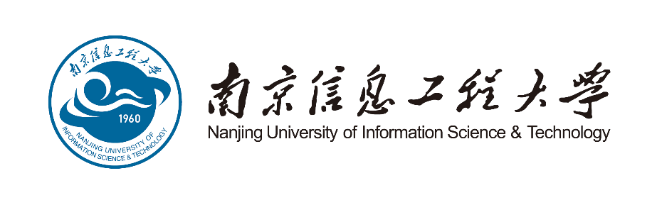 南京信息工程大学
1960
NANJING UNIVERSITY OF
INFORMATION SCIENCE & TECHNOLOGY
南京信息工程大學
Nanjing University of Information Science & Technology